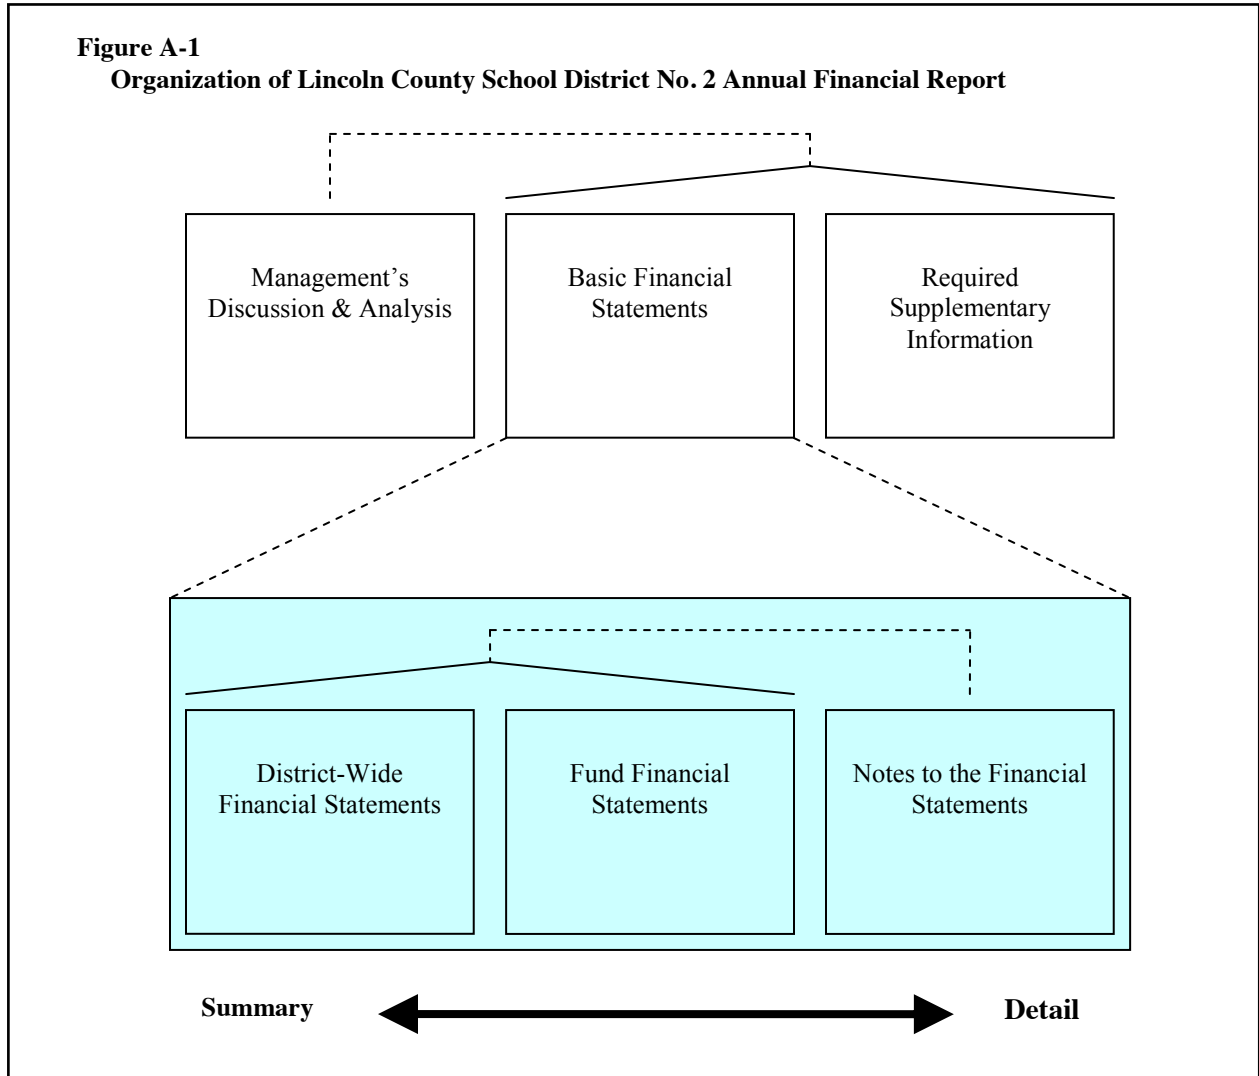 Figure A-1
Organization of Lincoln County School District No. 2 Annual Financial Report
Management’s
Discussion & Analysis
Basic Financial
Statements
Required
Supplementary
Information
District-Wide
Financial Statements
Fund Financial
Statements
Notes to the Financial
Statements
Summary
Detail